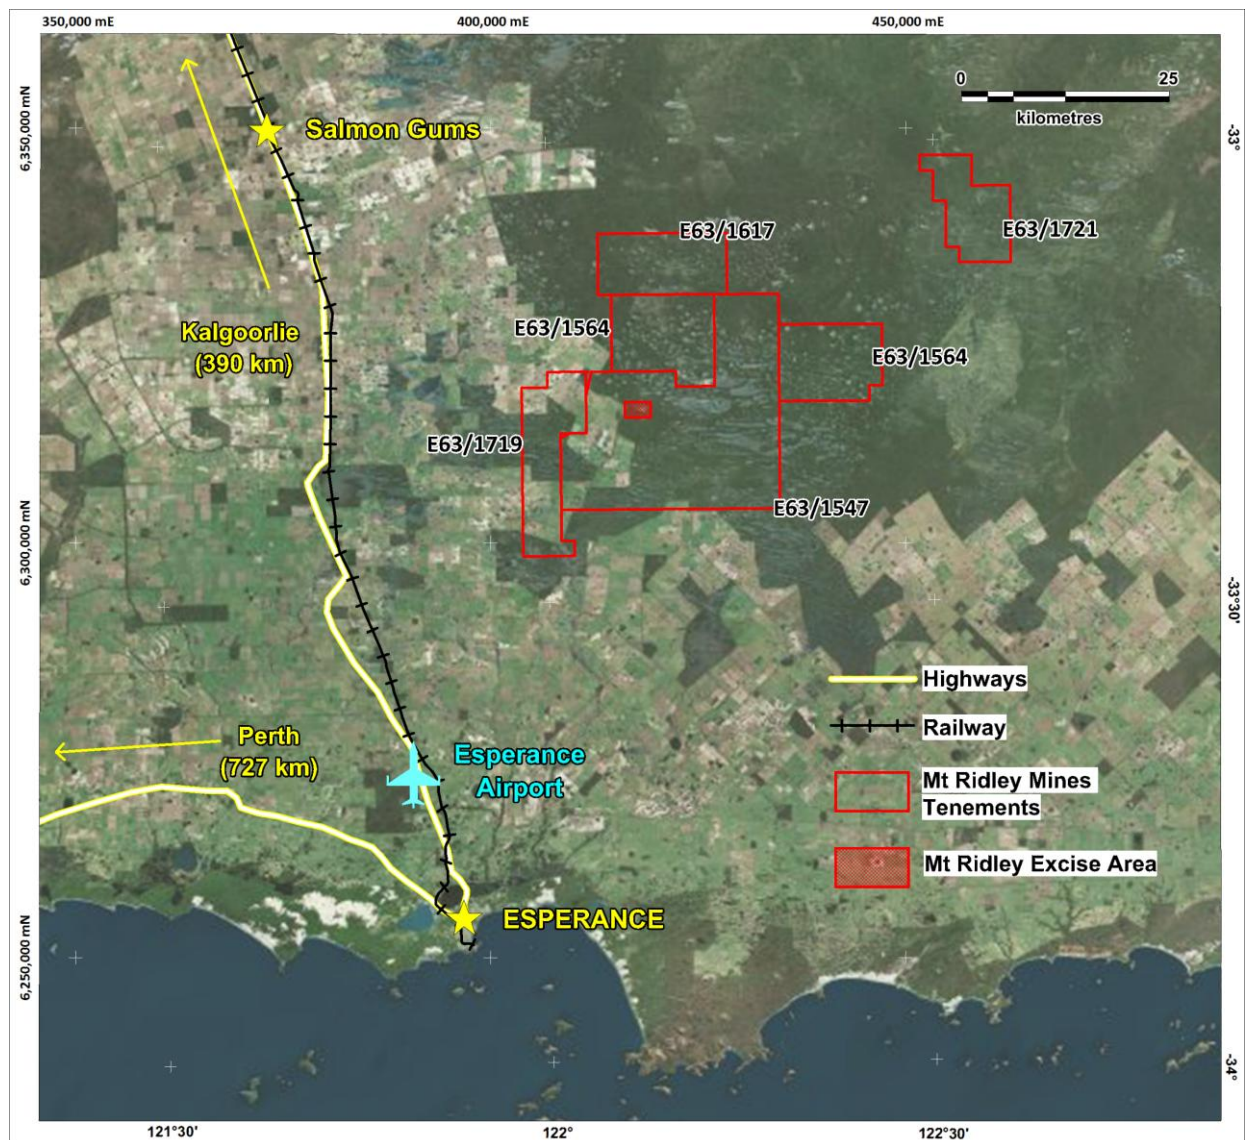 350,000 mE
400,000 mE
450,000 mE
6,350,000 mN
-33°
0
25
kilometres
Salmon Gums
E63/1617
E63/1721
E63/1564
Kalgoorlie
(390 km)
E63/1564
E63/1719
E63/1547
6,300,000 mN
-33°30'
Highways
Railway
Perth
(727 km)
Esperance
Airport
Mt Ridley Mines
Tenements
Mt Ridley Excise Area
ESPERANCE
6,250,000 mN
-34°
121°30'
122°
122°30'